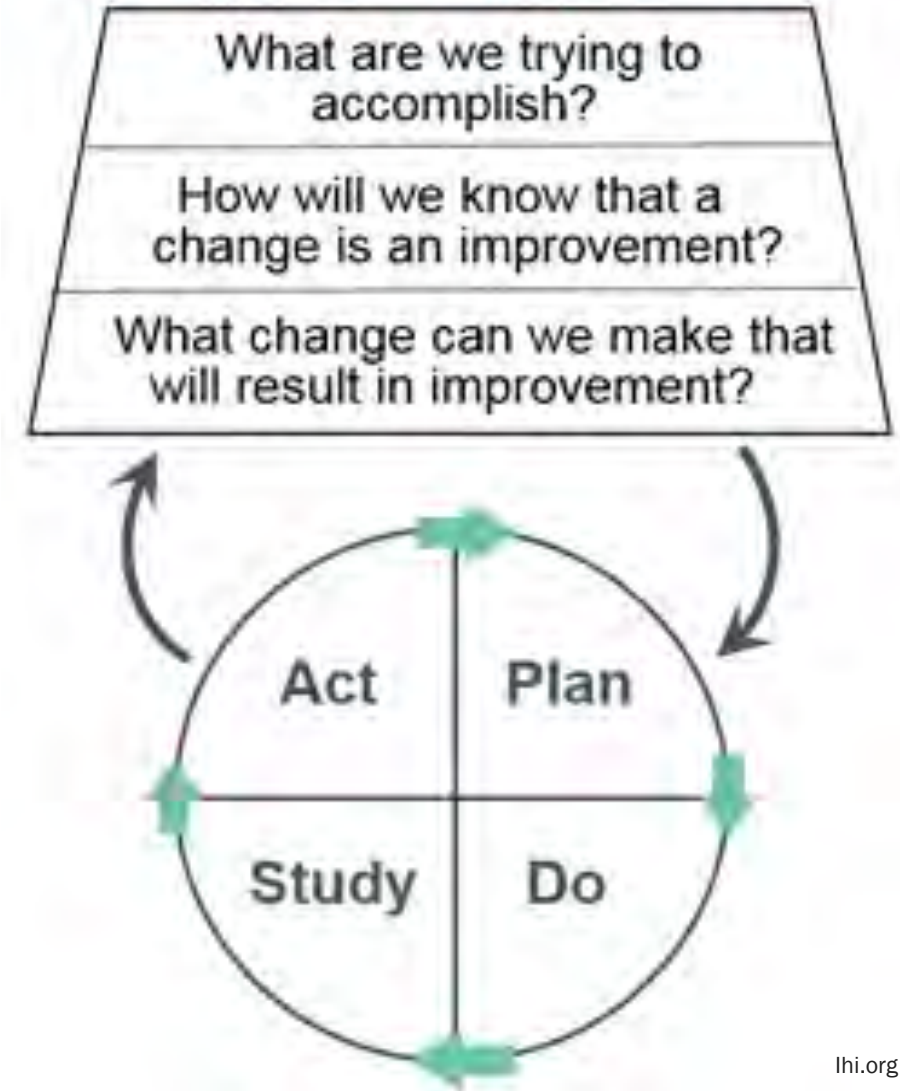 What are we trying to
accomplish?
How will we know that a
change is an improvement?
What change can we make that
will result in improvement?
Act
Plan
Study
Do
Ihi.org